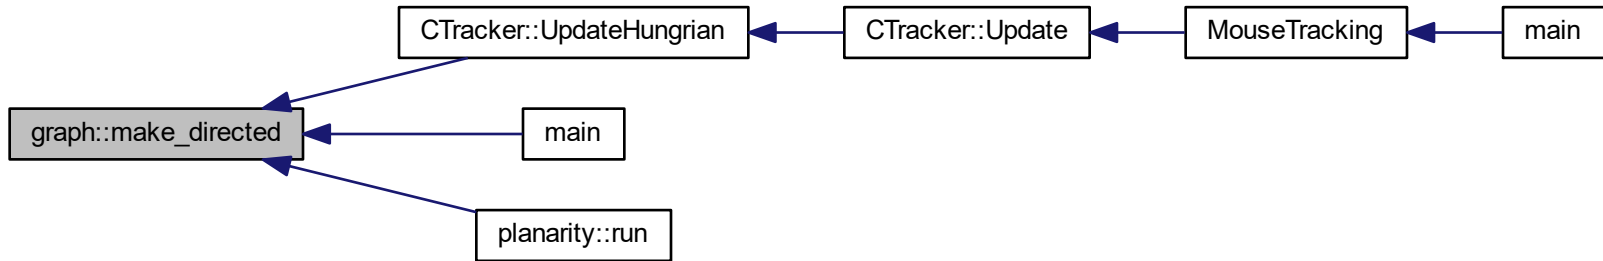 CTracker::UpdateHungrian
CTracker::Update
MouseTracking
main
graph::make_directed
main
planarity::run